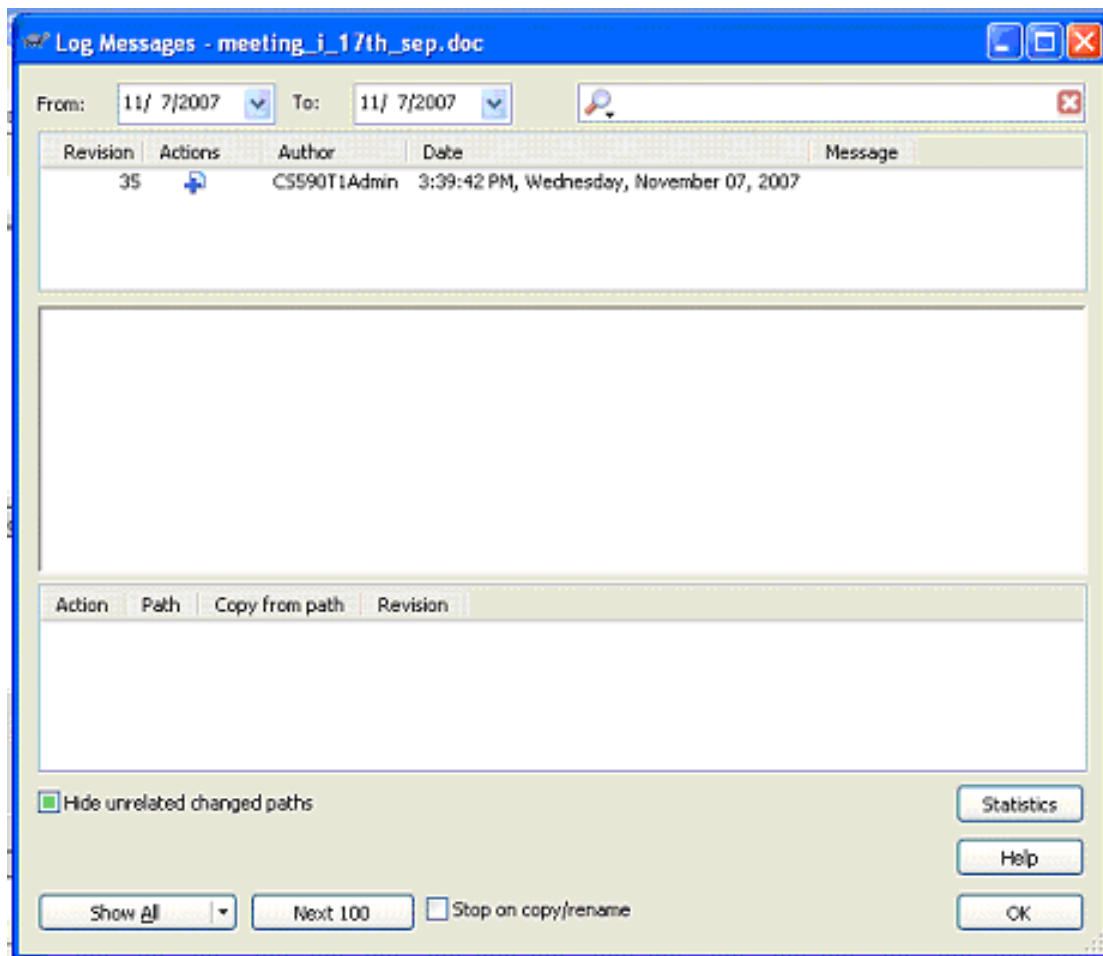 Log Messages - meeting_i_17th_sep.doc
From: 11/ 7/2007 To: 11/ 7/2007
Revision Actions Author Date Message
35 CS590T1Admin 3:39:42 PM, Wednesday, November 07, 2007
Action Path Copy from path Revision
Hide unrelated changed paths
Statistics
Help
Show All Next 100 Stop on copy/rename OK